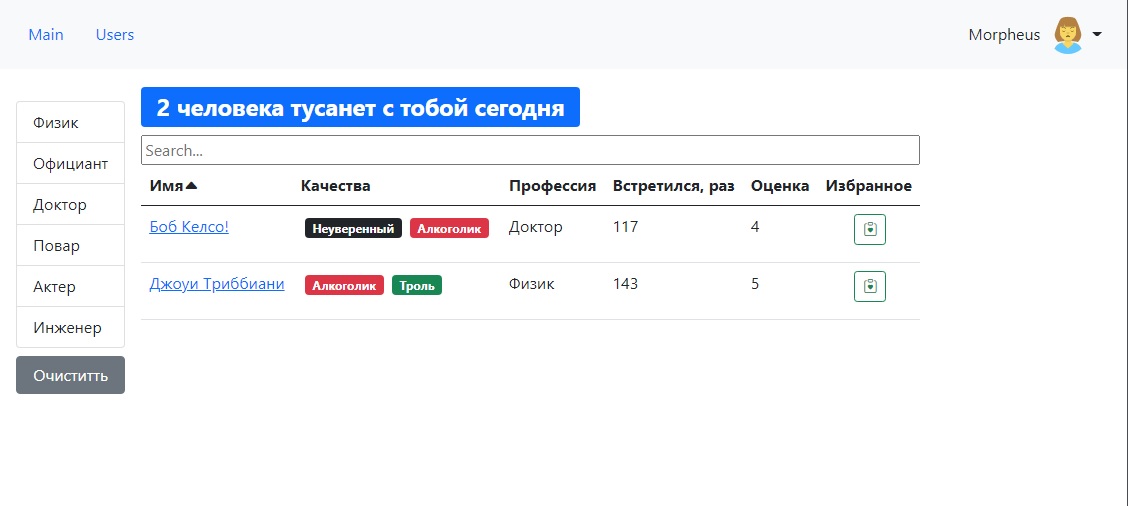 Main Users Morpheus
Физик
Официант
Доктор
Повар
Актер
Инженер
Очиститть
2 человека тусанет с тобой сегодня
Search...
Имя Качества Профессия Встретился, раз Оценка Избранное
Боб Келсо! Неуверенный Алкоголик Доктор 117 4
Джоуи Триббиани Алкоголик Троль Физик 143 5